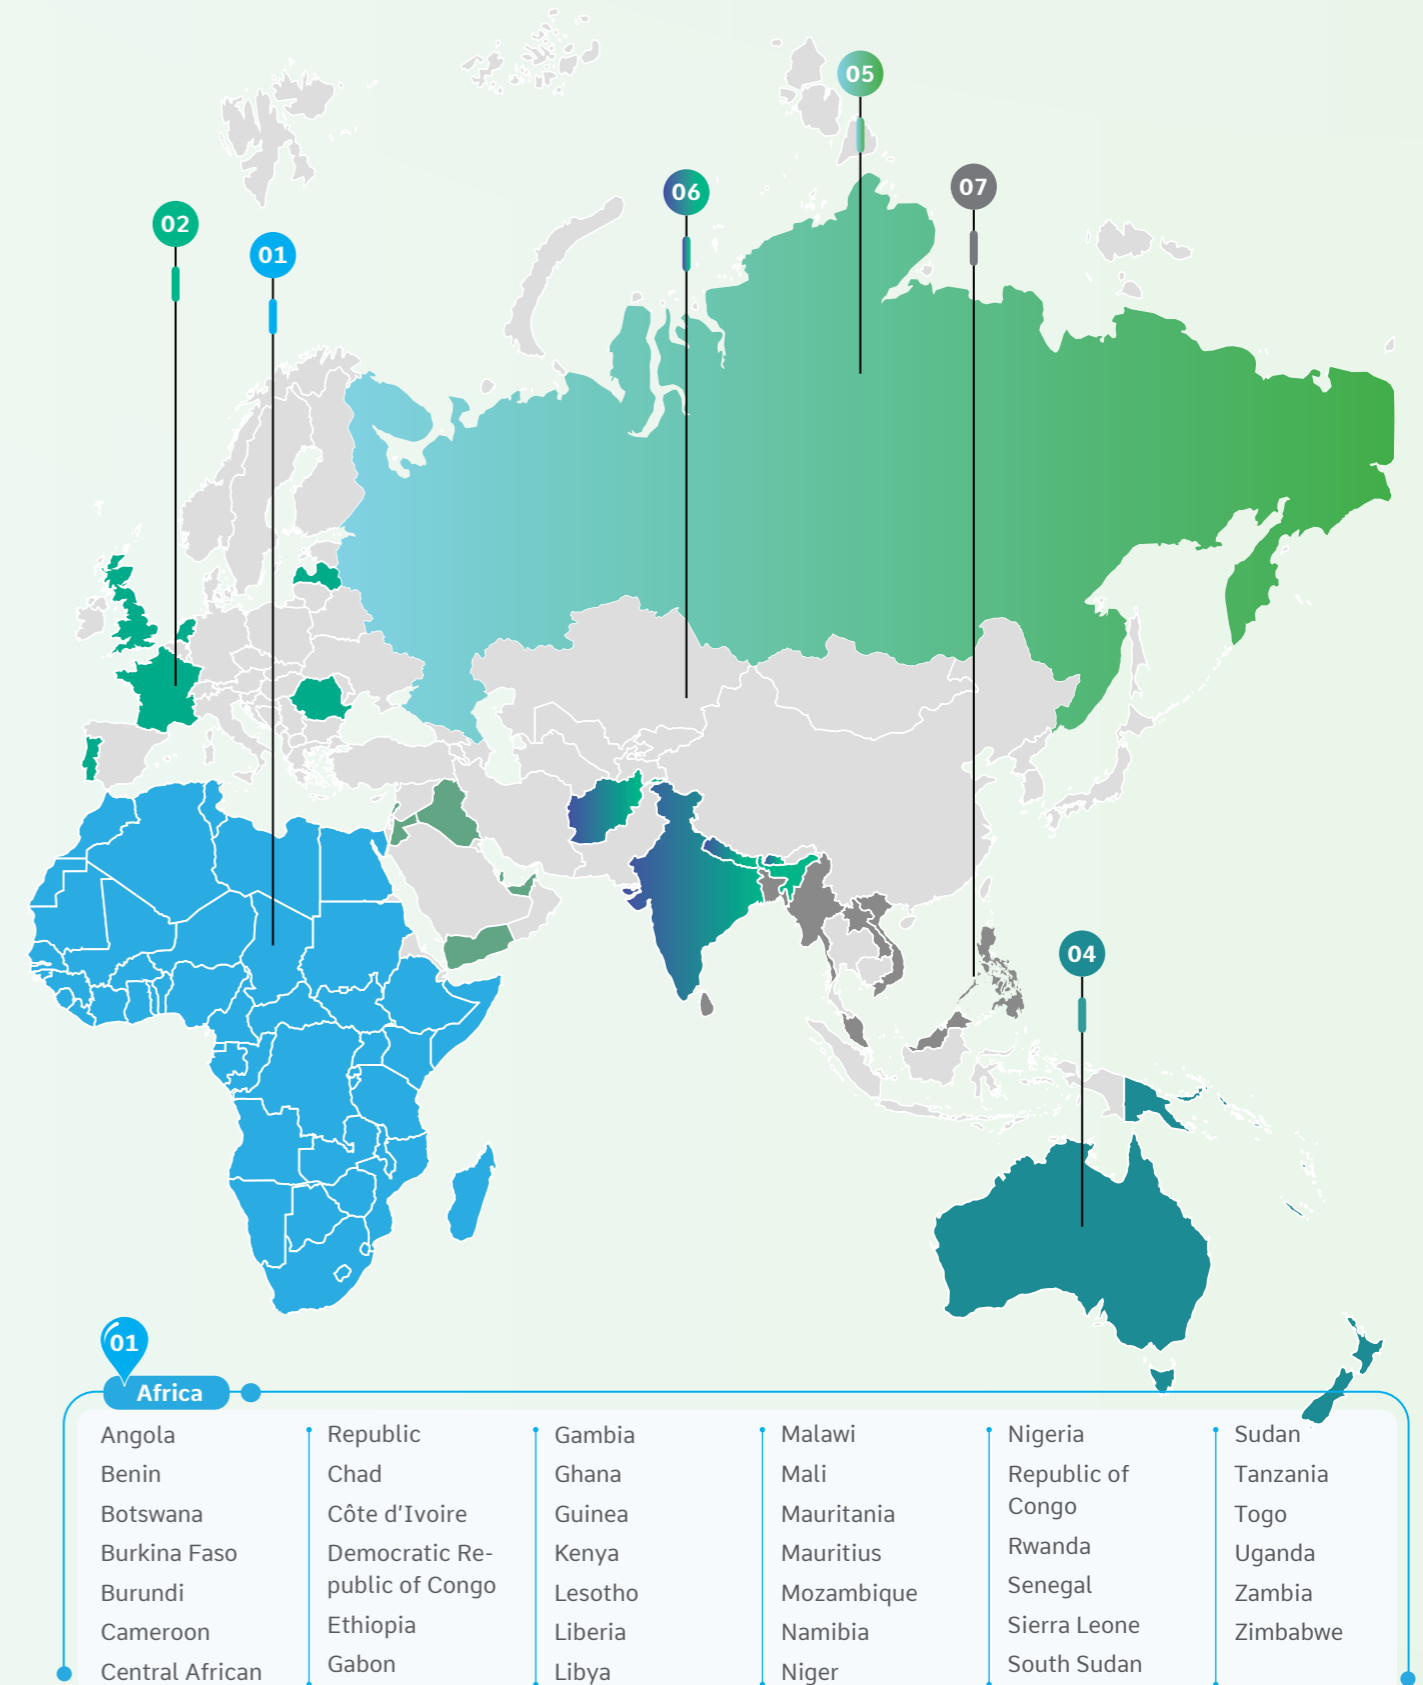 05
06
07
02
01
04
01
Africa
Angola
Benin
Botswana
Burkina Faso
Burundi
Cameroon
Central African
Republic
Chad
Côte d'Ivoire
Democratic Re-
public of Congo
Ethiopia
Gabon
Gambia
Ghana
Guinea
Kenya
Lesotho
Liberia
Libya
Malawi
Mali
Mauritania
Mauritius
Mozambique
Namibia
Niger
Nigeria
Republic of
Congo
Rwanda
Senegal
Sierra Leone
South Sudan
Sudan
Tanzania
Togo
Uganda
Zambia
Zimbabwe